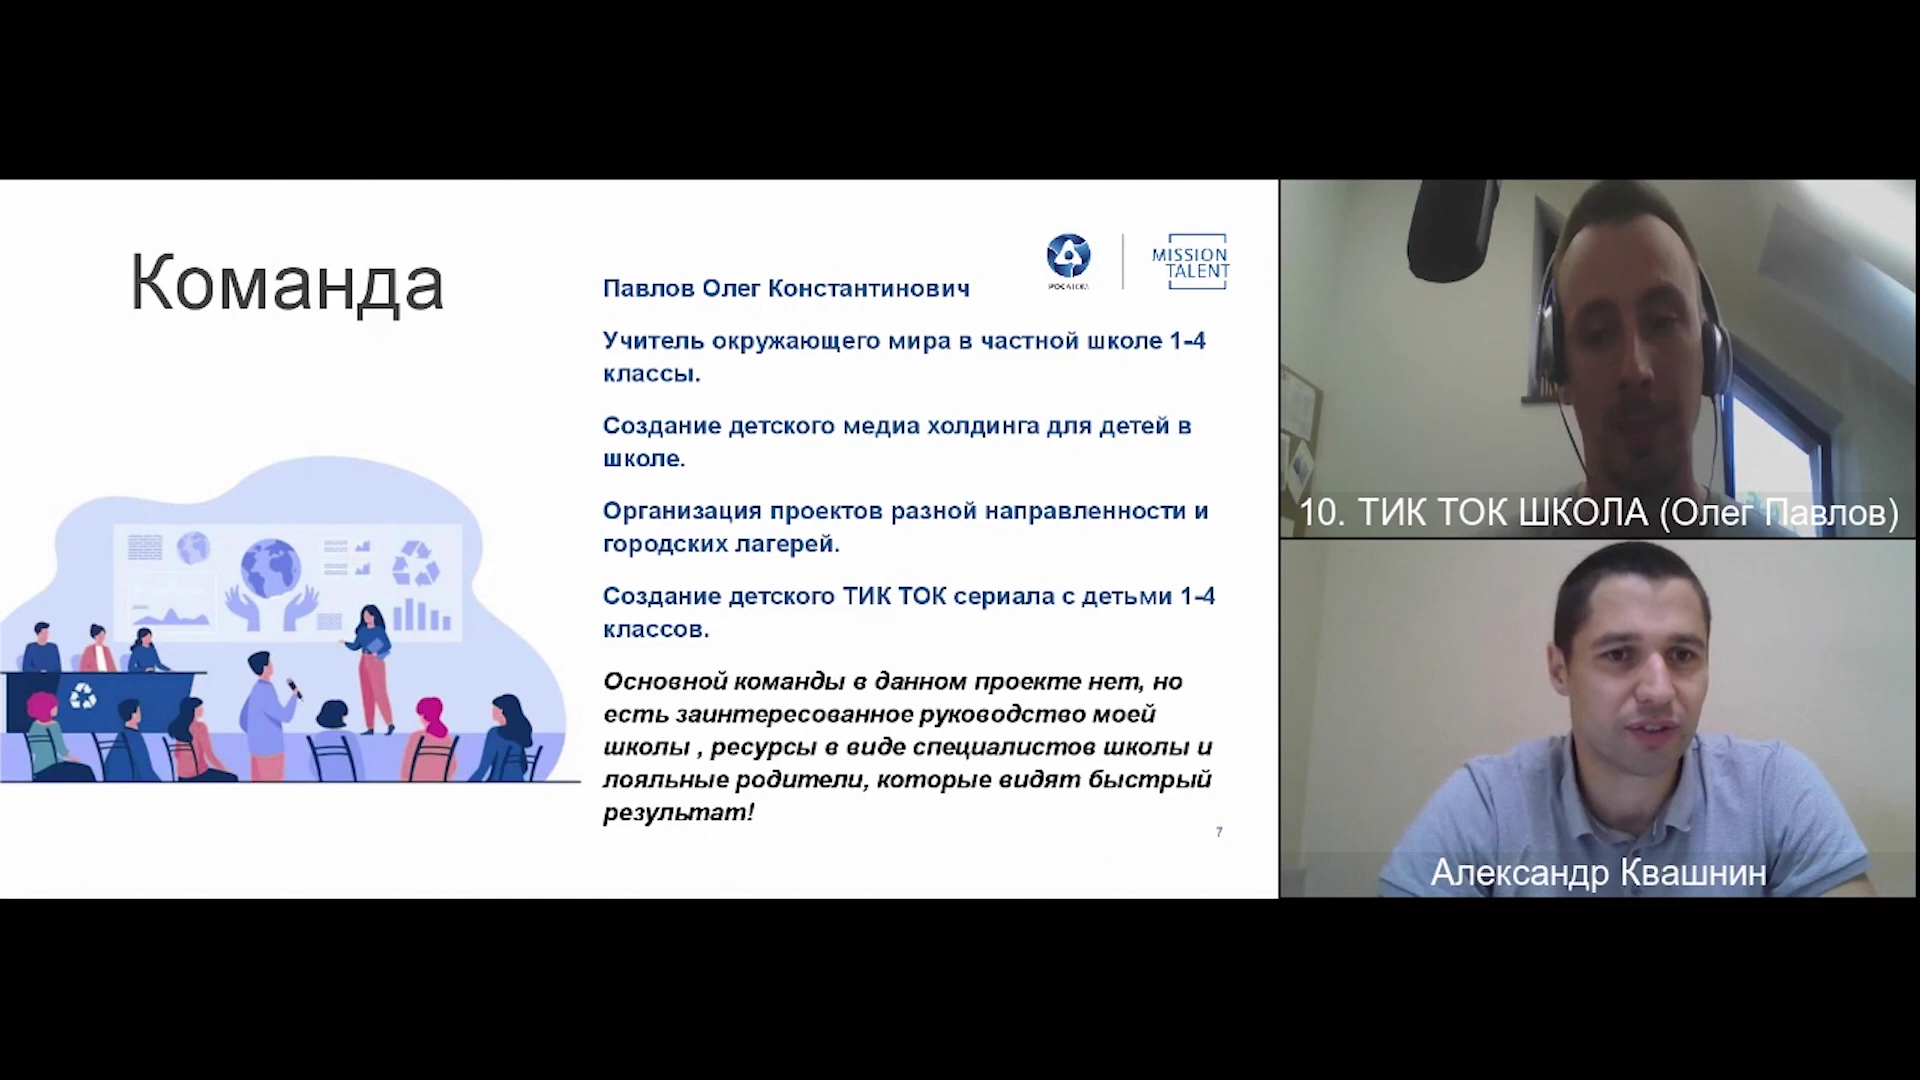 Команда
Павлов Олег Константинович
Учитель окружающего мира в частной школе 1-4
классы.
Создание детского медиа холдинга для детей в
школе.
Организация проектов разной направленности и
городских лагерей.
Создание детского ТИК ТОК сериала с детьми 1-4
классов.
Основной команды в данном проекте нет, но
есть заинтересованное руководство моей
школы , ресурсы в виде специалистов школы и
лояльные родители, которые видят быстрый
результат!
РОСАТОМ
MISSION
TALENT
7
10. ТИК ТОК ШКОЛА (Олег Павлов)
Александр Квашнин